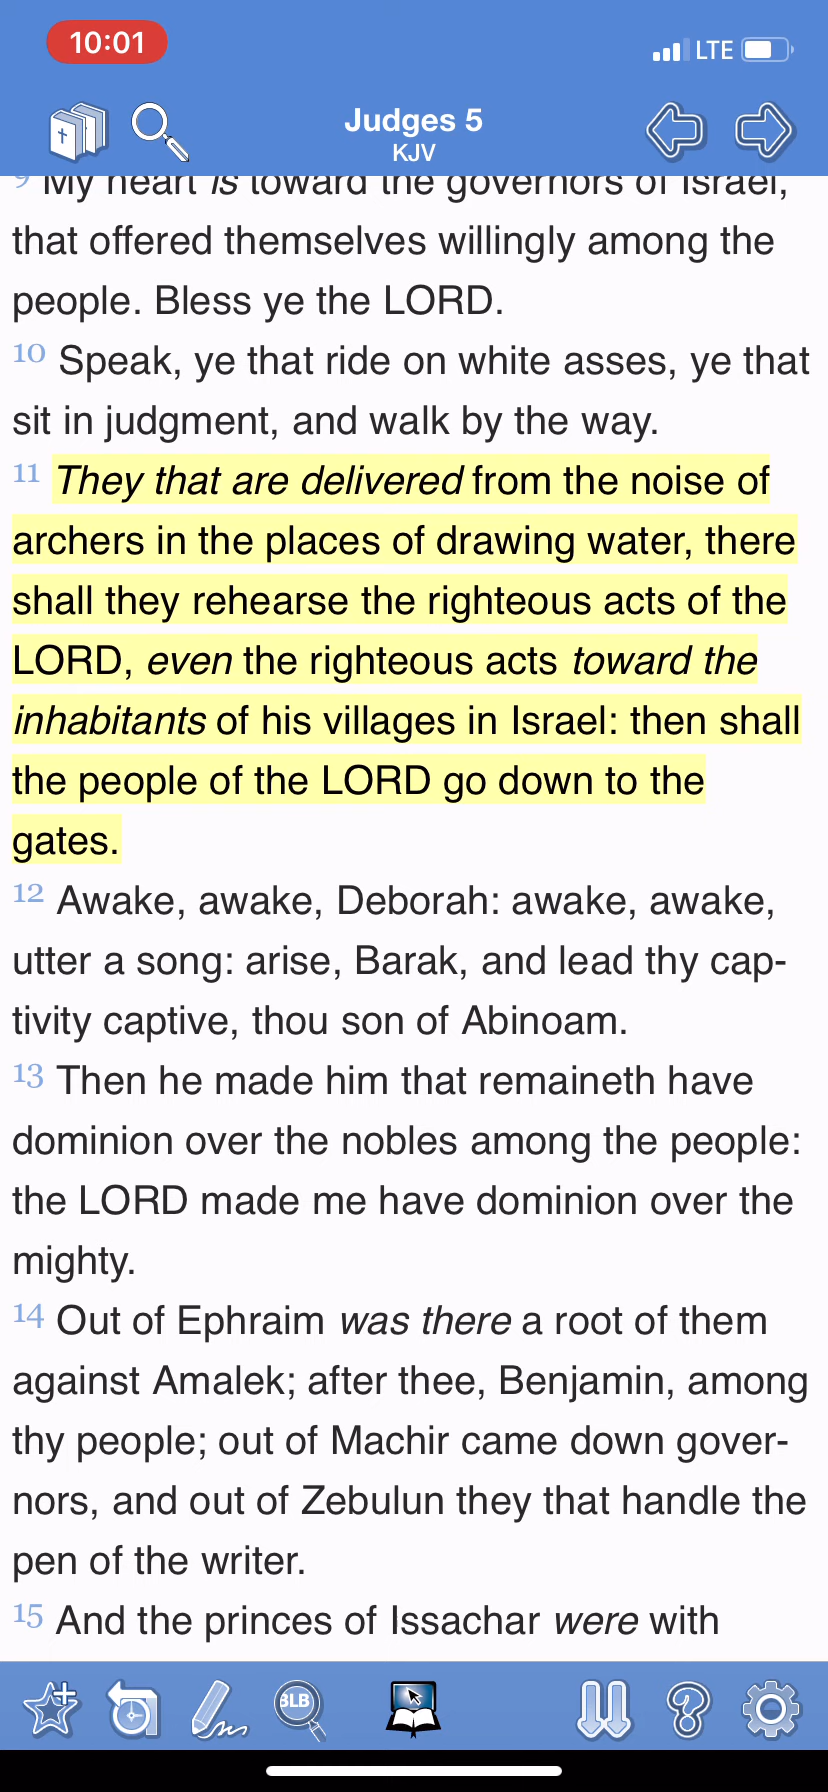 10:01
LTE
Judges 5
KJV
9 My heart is toward the governors of Israel,
that offered themselves willingly among the
people. Bless ye the LORD.
10 Speak, ye that ride on white asses, ye that
sit in judgment, and walk by the way.
11 They that are delivered from the noise of
archers in the places of drawing water, there
shall they rehearse the righteous acts of the
LORD, even the righteous acts toward the
inhabitants of his villages in Israel: then shall
the people of the LORD go down to the
gates.
12 Awake, awake, Deborah: awake, awake,
utter a song: arise, Barak, and lead thy cap-
tivity captive, thou son of Abinoam.
13 Then he made him that remaineth have
dominion over the nobles among the people:
the LORD made me have dominion over the
mighty.
14 Out of Ephraim was there a root of them
against Amalek; after thee, Benjamin, among
thy people; out of Machir came down gover-
nors, and out of Zebulun they that handle the
pen of the writer.
15 And the princes of Issachar were with
BLB